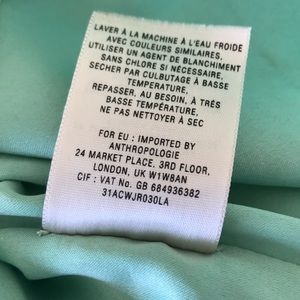 LAVER À LA MACHINE À L'EAU FROIDE
AVEC COULEURS SIMILAIRES,
UTILISER UN AGENT DE BLANCHIMENT
SANS CHLORE SI NÉCESSAIRE,
SECHER PAR CULBUTAGE À BASSE
TEMPERATURE,
REPASSER, AU BESOIN, À TRÈS
BASSE TEMPÉRATURE,
NE PAS NETTOYER À SEC
FOR EU : IMPORTED BY
ANTHROPOLOGIE
24 MARKET PLACE, 3RD FLOOR,
LONDON, UK W1W8AN
CIF : VAT No. GB 684936382
31ACWJR030LA